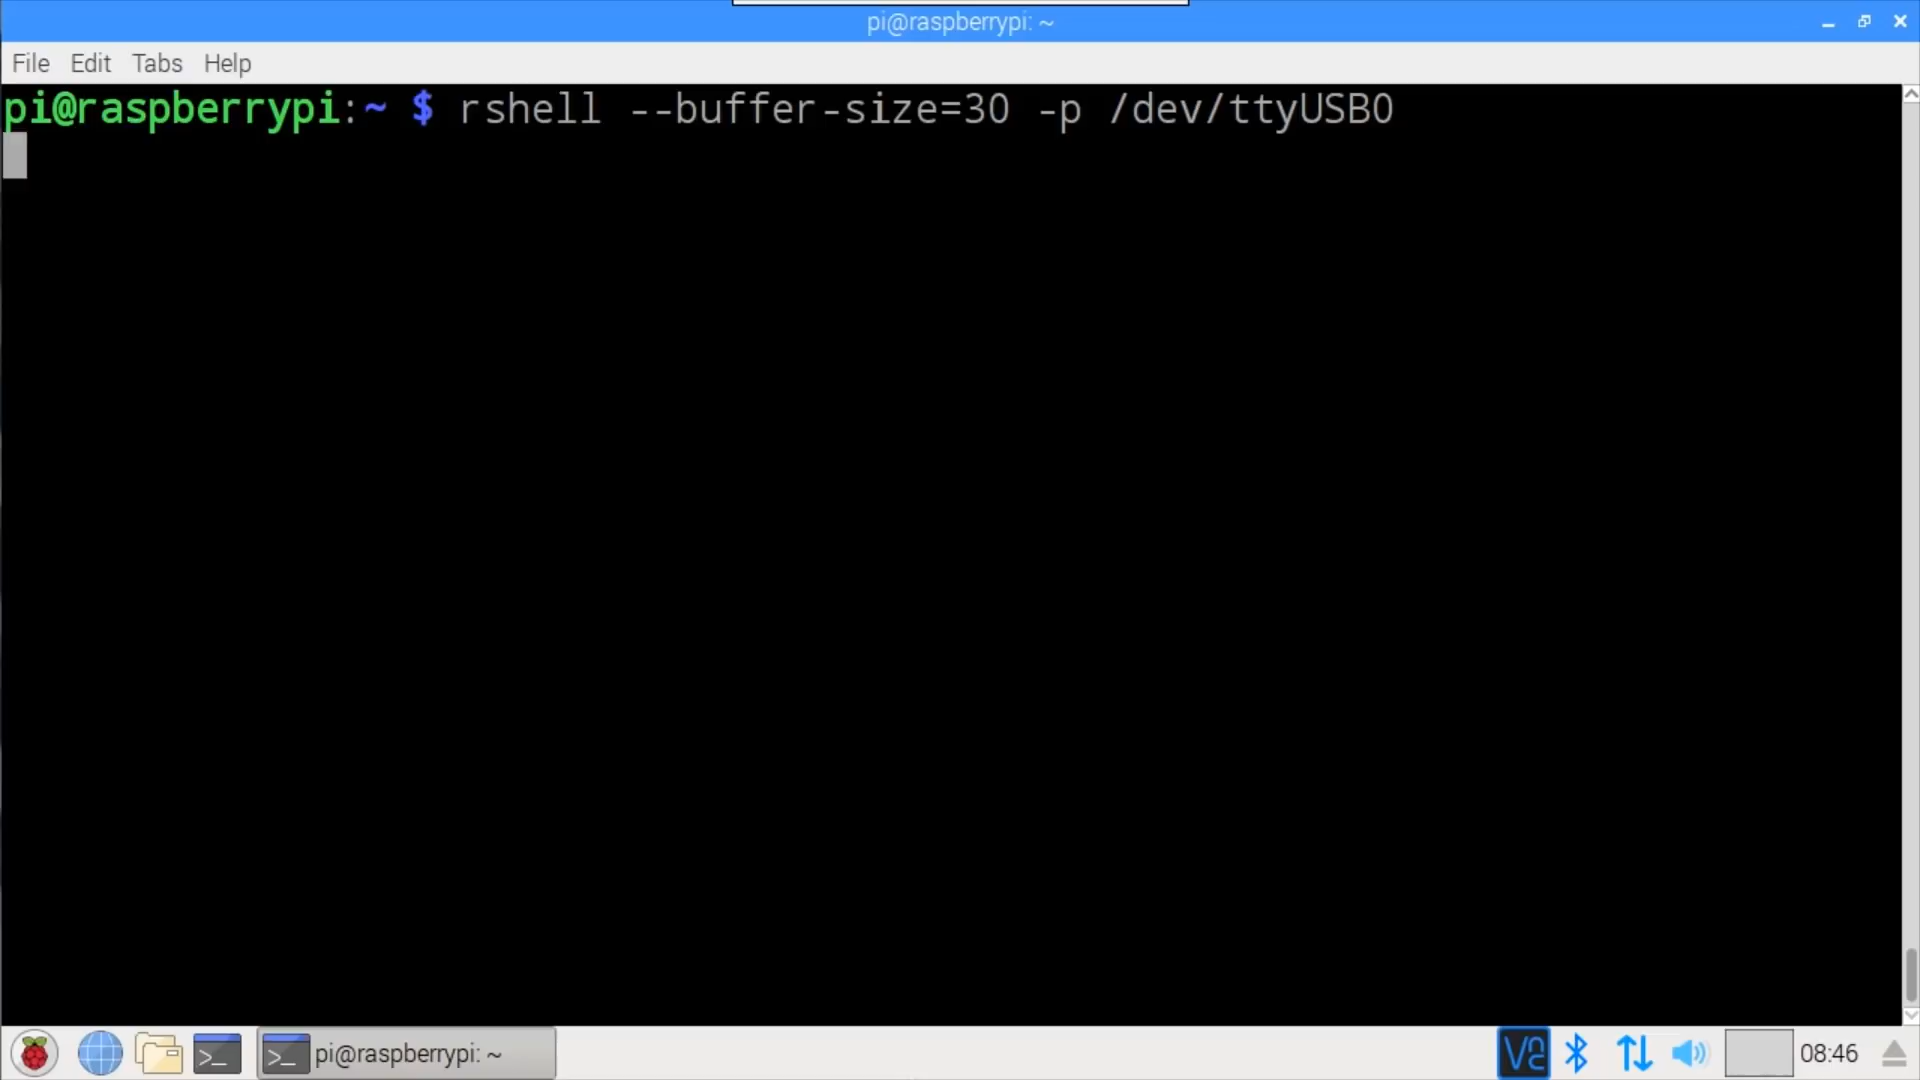 pi@raspberrypi: ~
File Edit Tabs Help
pi@raspberrypi:~ $ rshell --buffer-size=30 -p /dev/ttyUSB0
pi@raspberrypi: ~
08:46